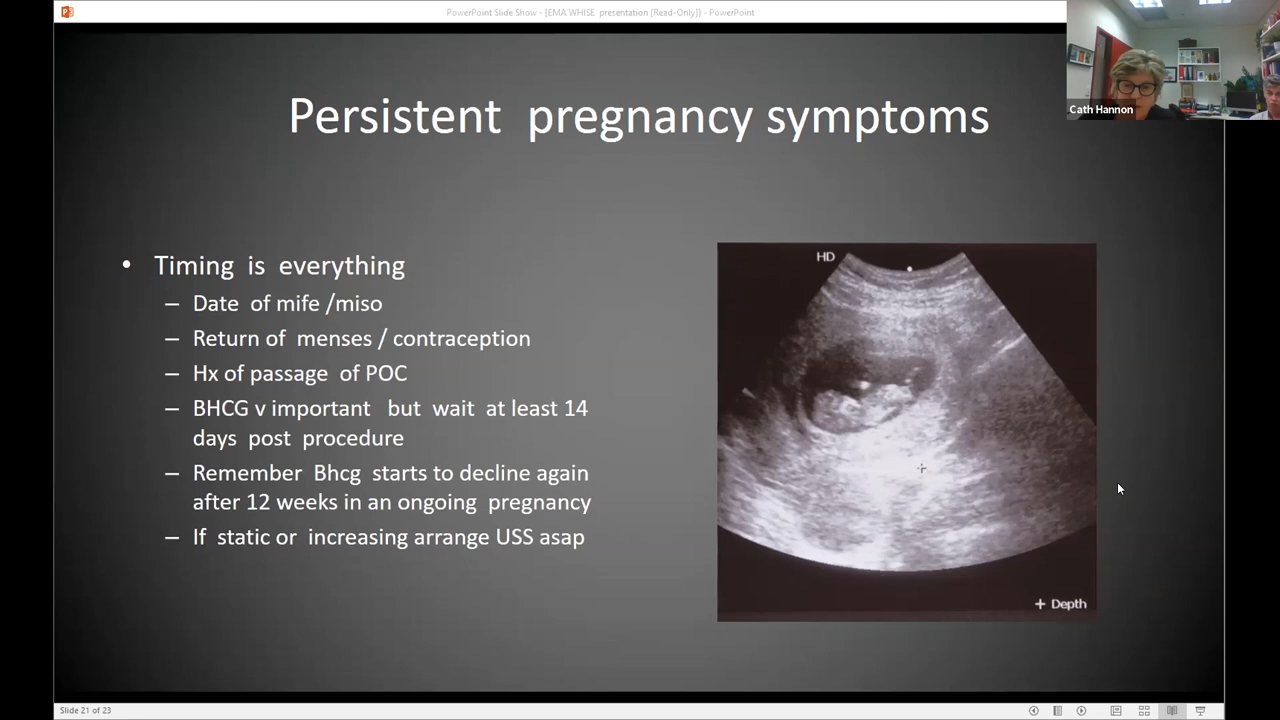 PowerPoint Slide Show - [EMA WHISE presentation [Read-Only]] - PowerPoint
Cath Hannon
Persistent pregnancy symptoms
• Timing is everything
– Date of mife /miso
– Return of menses / contraception
– Hx of passage of POC
– BHCG v important but wait at least 14
days post procedure
– Remember Bhcg starts to decline again
after 12 weeks in an ongoing pregnancy
– If static or increasing arrange USS asap
HD
+ Depth
Slide 21 of 23